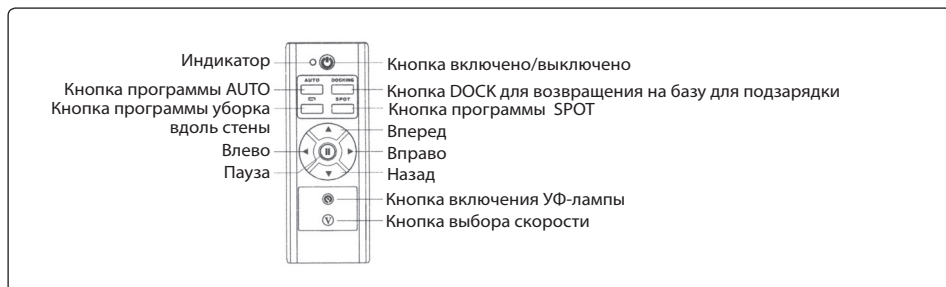 Индикатор
Кнопка включено/выключено
AUTO DOCKING
Кнопка программы AUTO
Кнопка DOCK для возвращения на базу для подзарядки
Кнопка программы уборка
вдоль стены
SPOT
Кнопка программы SPOT
Вперед
Влево
Вправо
Пауза
Назад
Кнопка включения УФ-лампы
V
Кнопка выбора скорости